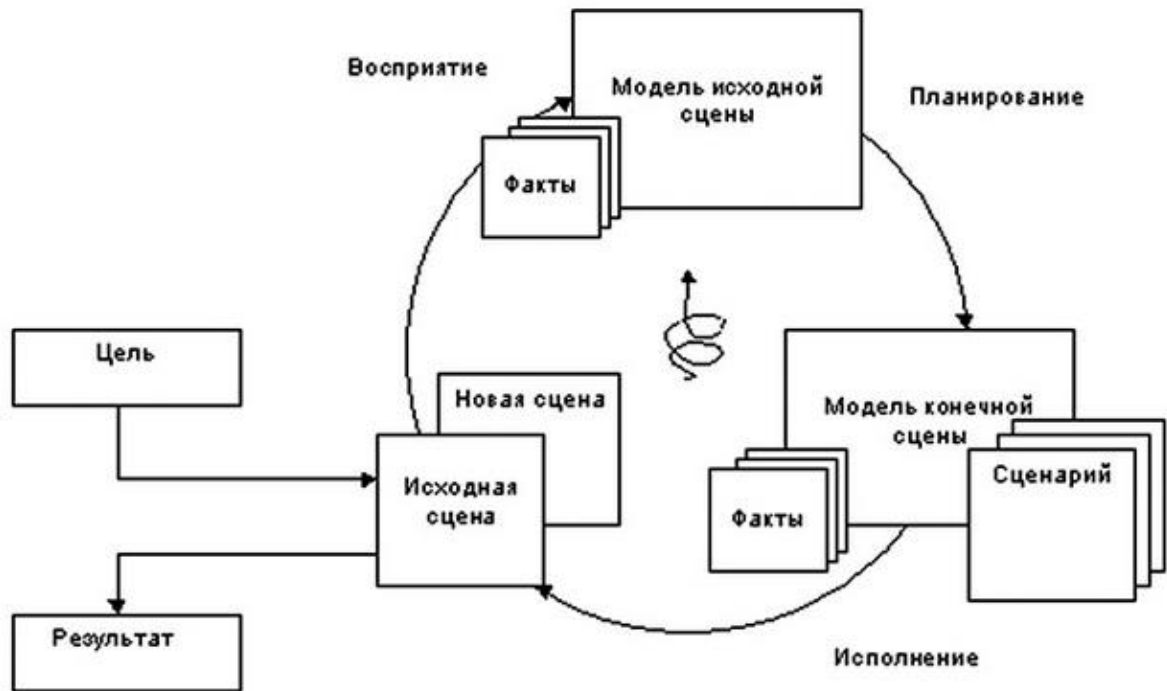 Восприятие
Модель исходной
сцены
Планирование
Факты
Цель
Новая сцена
Исходная
сцена
Модель конечной
сцены
Сценарий
Факты
Результат
Исполнение